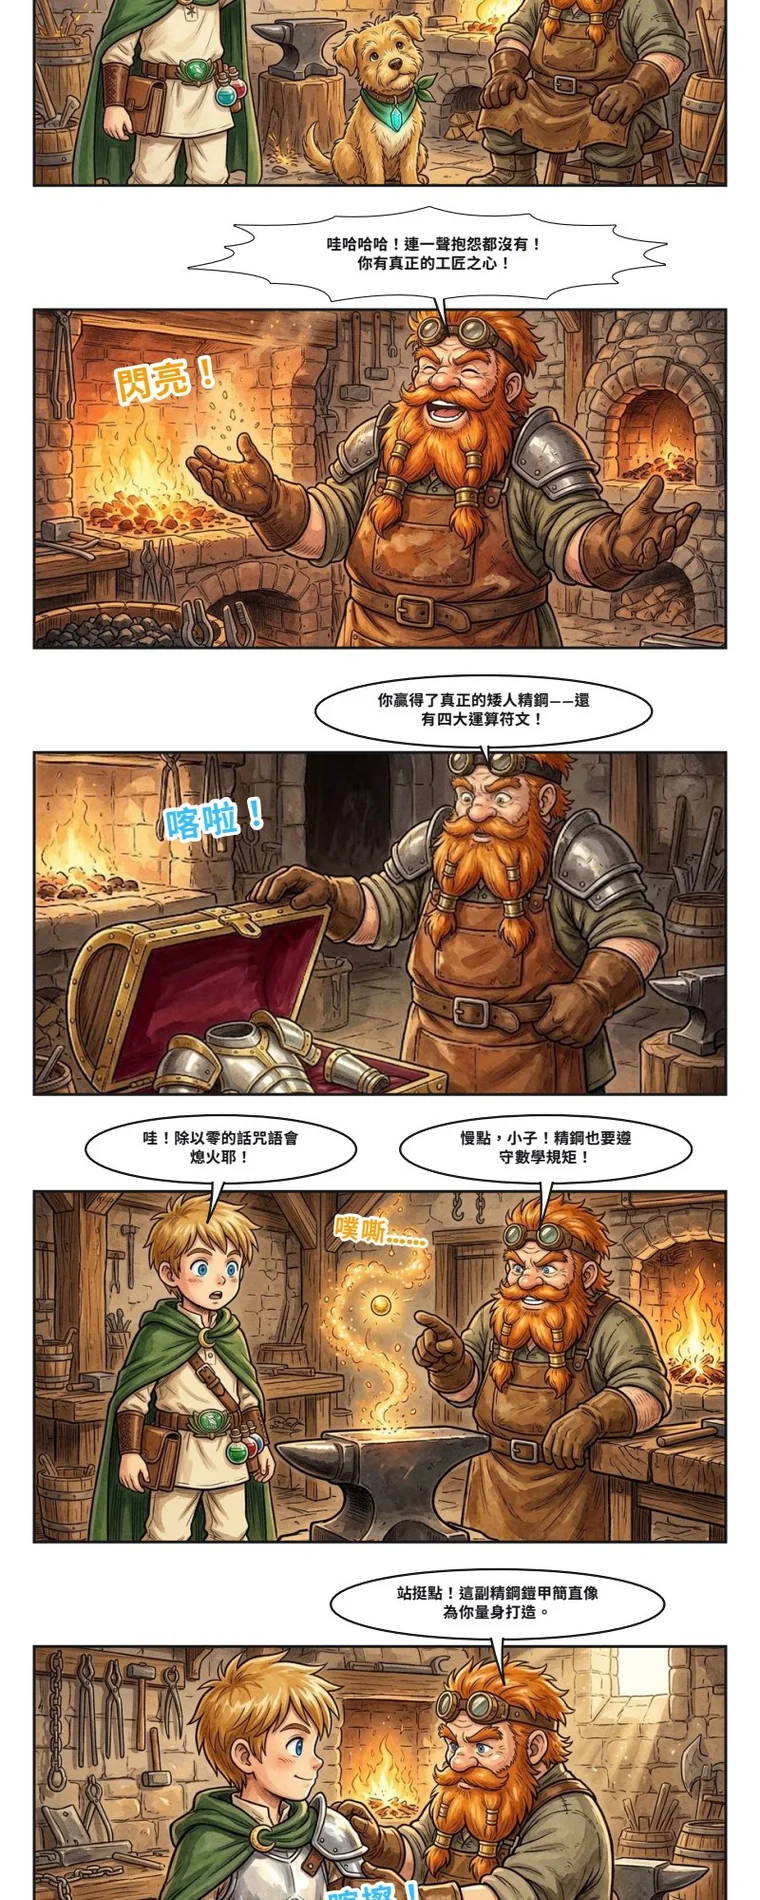 哇哈哈哈！連一聲抱怨都沒有！
你有真正的工匠之心！
閃亮！
你贏得了真正的矮人精鋼——還
有四大運算符文！
喀啦！
哇！除以零的話咒語會
熄火耶！
慢點，小子！精鋼也要遵
守數學規矩！
噗嘶……
站挺點！這副精鋼鎧甲簡直像
為你量身打造。
喀擦！